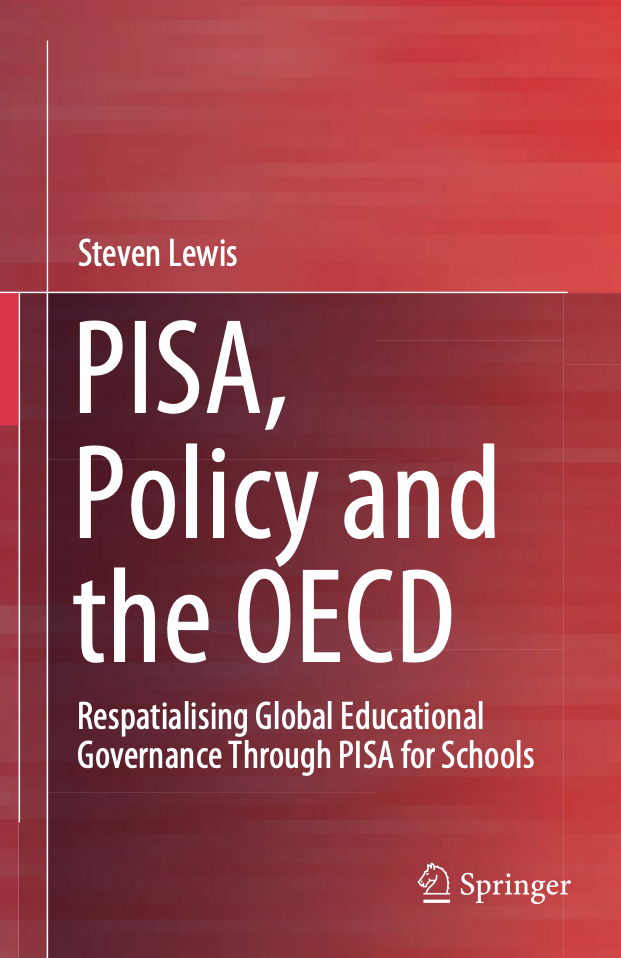 Steven Lewis
PISA,
Policy and
the OECD
Respatialising Global Educational
Governance Through PISA for Schools
Springer